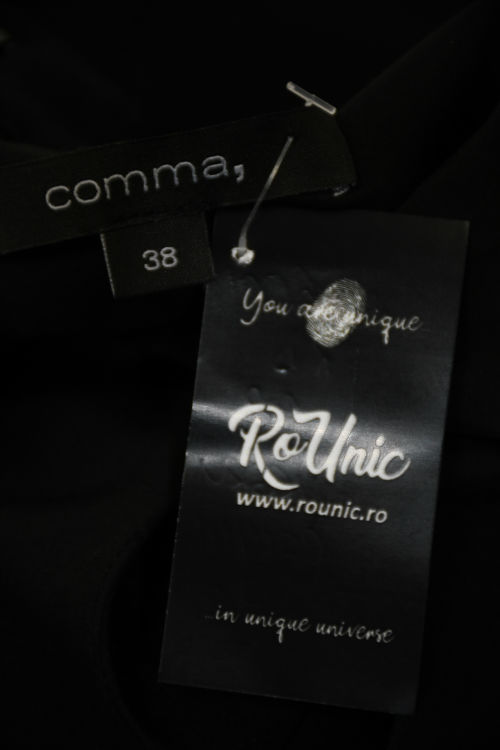 comma,
38
You are unique
RoUnic
www.rounic.ro
...in unique universe